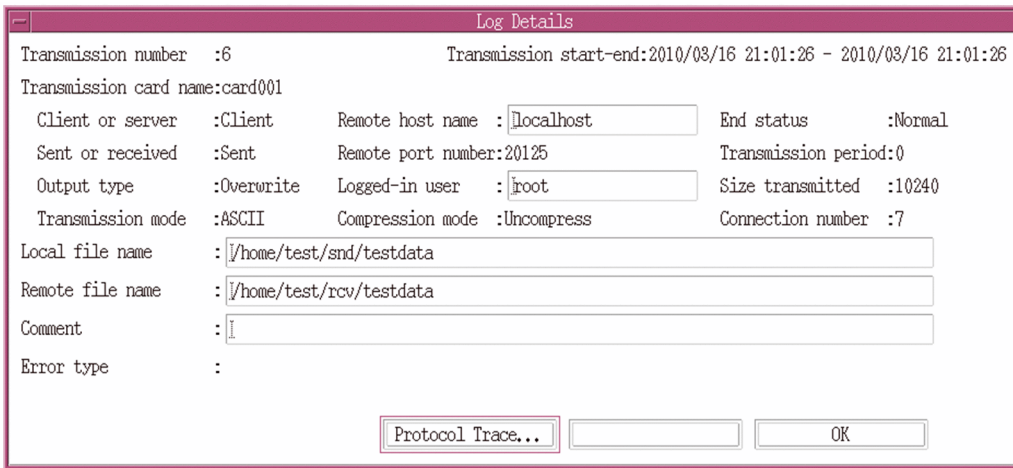 Log Details
Transmission number :6 Transmission start-end:2010/03/16 21:01:26 - 2010/03/16 21:01:26
Transmission card name:card001
Client or server :Client Remote host name : localhost End status :Normal
Sent or received :Sent Remote port number:20125 Transmission period:0
Output type :Overwrite Logged-in user : root Size transmitted :10240
Transmission mode :ASCII Compression mode :Uncompress Connection number :7
Local file name : /home/test/snd/testdata
Remote file name : /home/test/rcv/testdata
Comment :
Error type :
Protocol Trace... OK